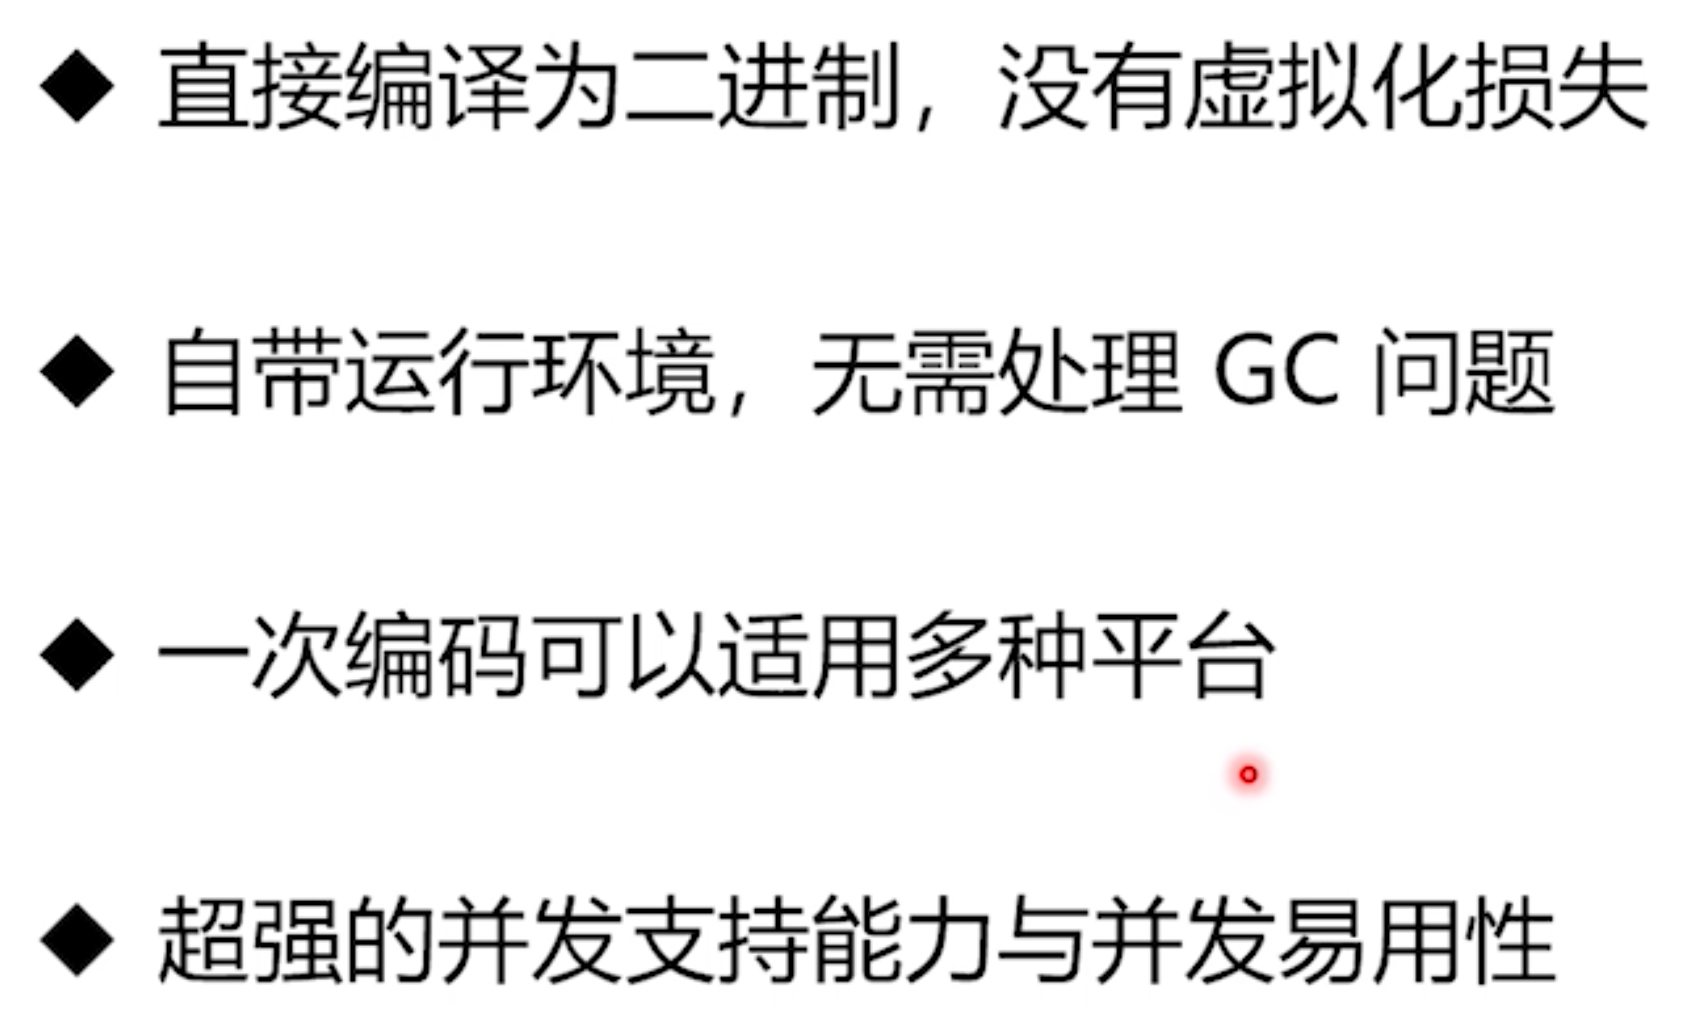 ◆ 直接编译为二进制，没有虚拟化损失
◆ 自带运行环境，无需处理 GC 问题
◆ 一次编码可以适用多种平台
◆ 超强的并发支持能力与并发易用性